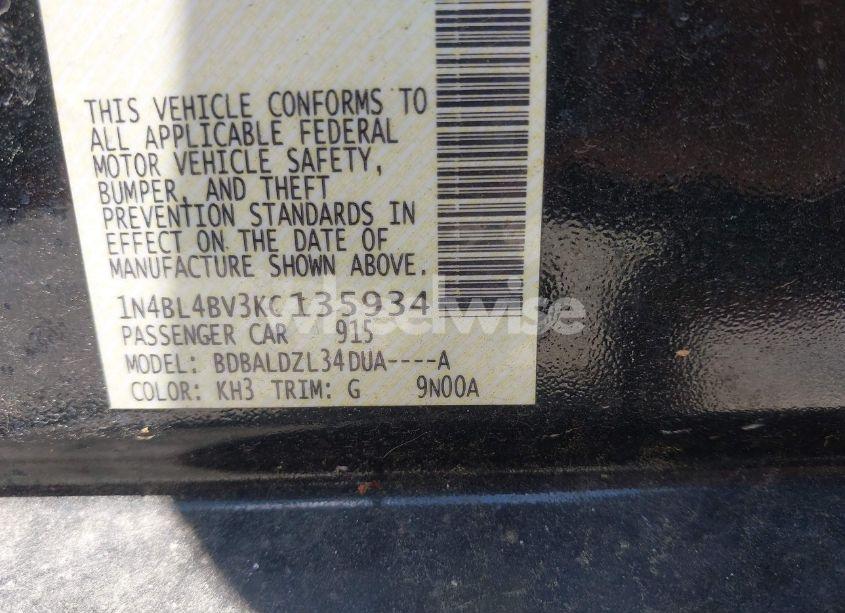 THIS VEHICLE CONFORMS TO
ALL APPLICABLE FEDERAL
MOTOR VEHICLE SAFETY,
BUMPER, AND THEFT
PREVENTION STANDARDS IN
EFFECT ON THE DATE OF
MANUFACTURE SHOWN ABOVE.
1N4BL4BV3KC135934
PASSENGER CAR 915
MODEL: BDBALDZL34DUA----A
COLOR: KH3 TRIM: G 9N00A
wheelwise